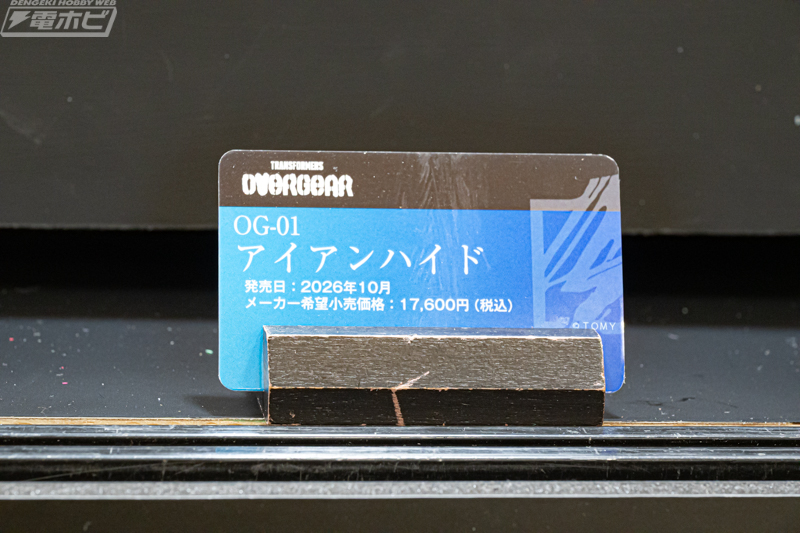 DENGEKI HOBBY WEB
電ホビ
TRANSFORMERS
OVERGEAR
OG-01
アイアンハイド
発売日：2026年10月
メーカー希望小売価格：17,600円（税込）
©TOMY